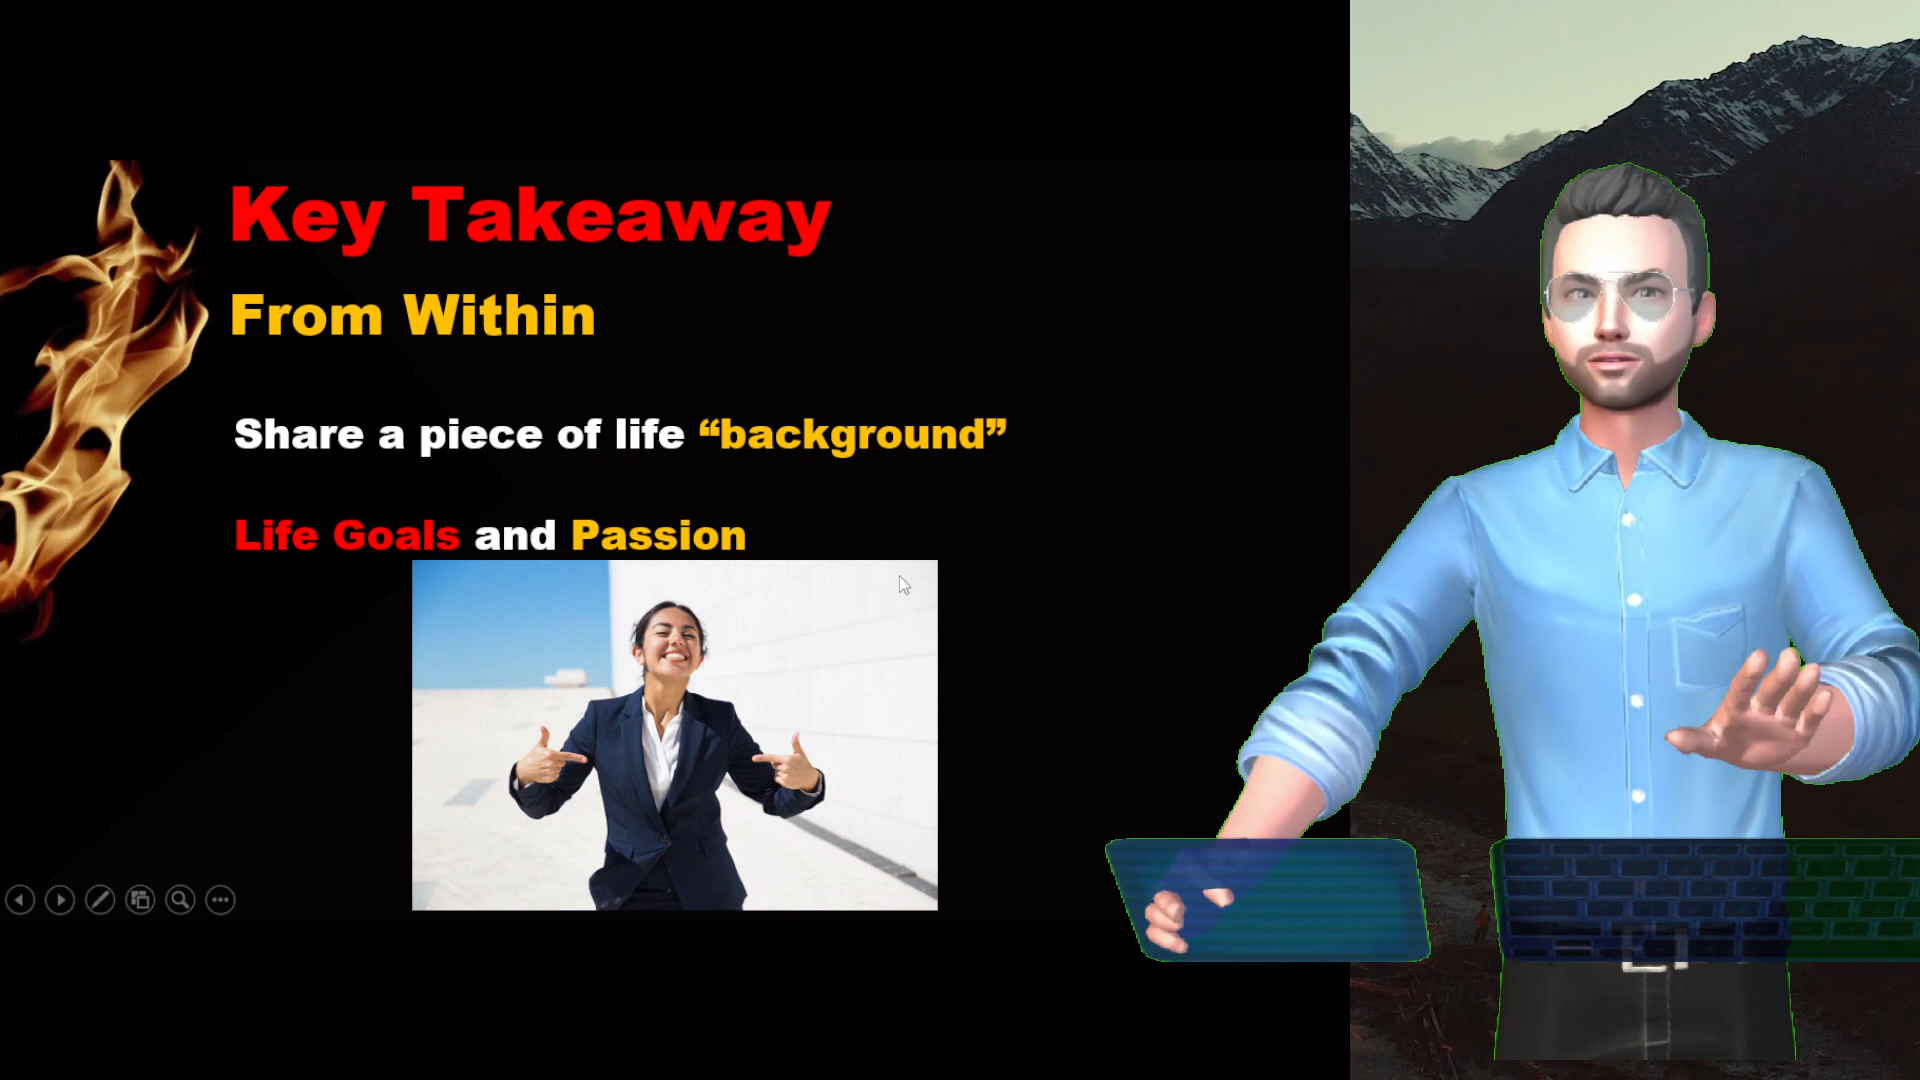 Key Takeaway
From Within
Share a piece of life “background”
Life Goals and Passion